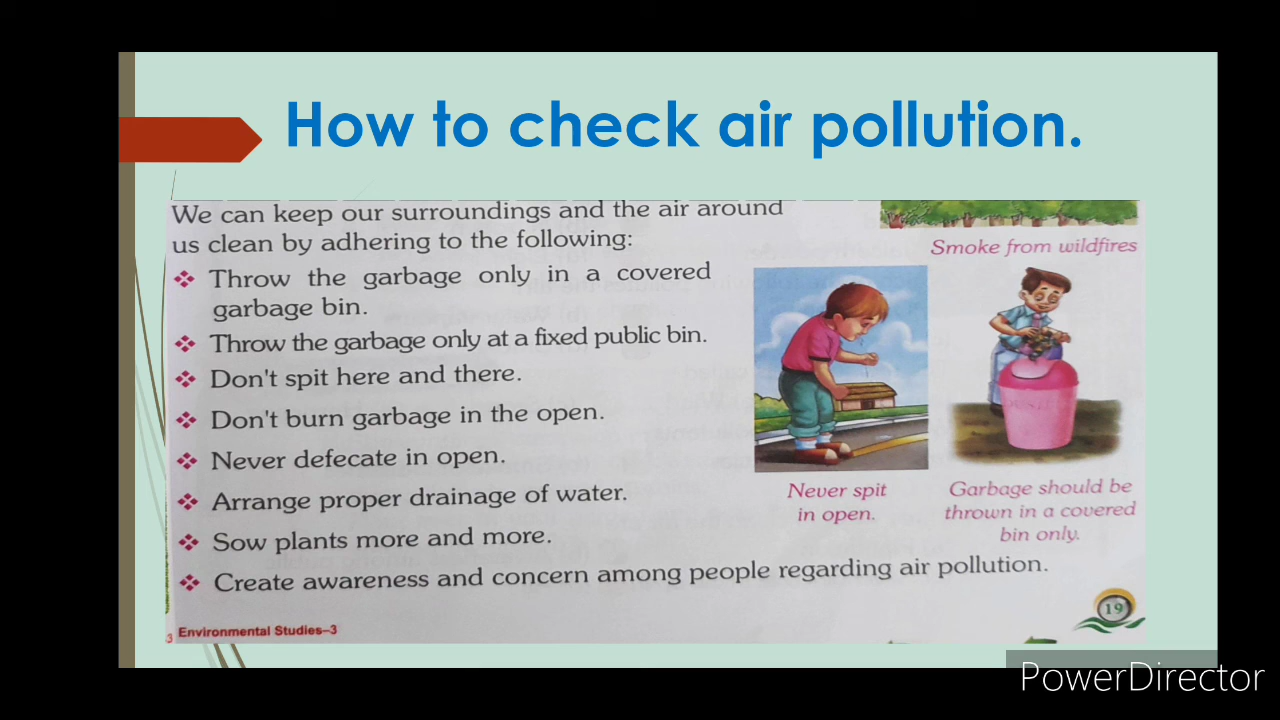 How to check air pollution.
We can keep our surroundings and the air around
us clean by adhering to the following:
❖ Throw the garbage only in a covered
garbage bin.
❖ Throw the garbage only at a fixed public bin.
❖ Don't spit here and there.
❖ Don't burn garbage in the open.
❖ Never defecate in open.
❖ Arrange proper drainage of water.
❖ Sow plants more and more.
❖ Create awareness and concern among people regarding air pollution.
Smoke from wildfires
Never spit
in open.
Garbage should be
thrown in a covered
bin only.
3 Environmental Studies–3
19
PowerDirector